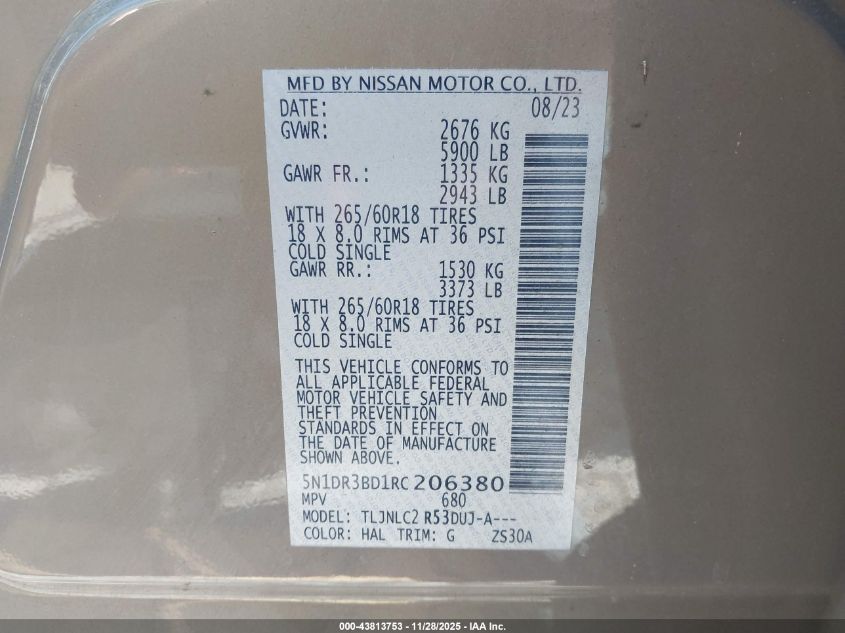 MFD BY NISSAN MOTOR CO., LTD.
DATE: 08/23
GVWR: 2676 KG
5900 LB
GAWR FR.: 1335 KG
2943 LB
WITH 265/60R18 TIRES
18 X 8.0 RIMS AT 36 PSI
COLD SINGLE
GAWR RR.: 1530 KG
3373 LB
WITH 265/60R18 TIRES
18 X 8.0 RIMS AT 36 PSI
COLD SINGLE
THIS VEHICLE CONFORMS TO
ALL APPLICABLE FEDERAL
MOTOR VEHICLE SAFETY AND
THEFT PREVENTION
STANDARDS IN EFFECT ON
THE DATE OF MANUFACTURE
SHOWN ABOVE.
5N1DR3BD1RC206380
MPV 680
MODEL: TLJNLC2 R53DUJ-A---
COLOR: HAL TRIM: G ZS30A
000-43813753 — 11/28/2025 — IAA Inc.